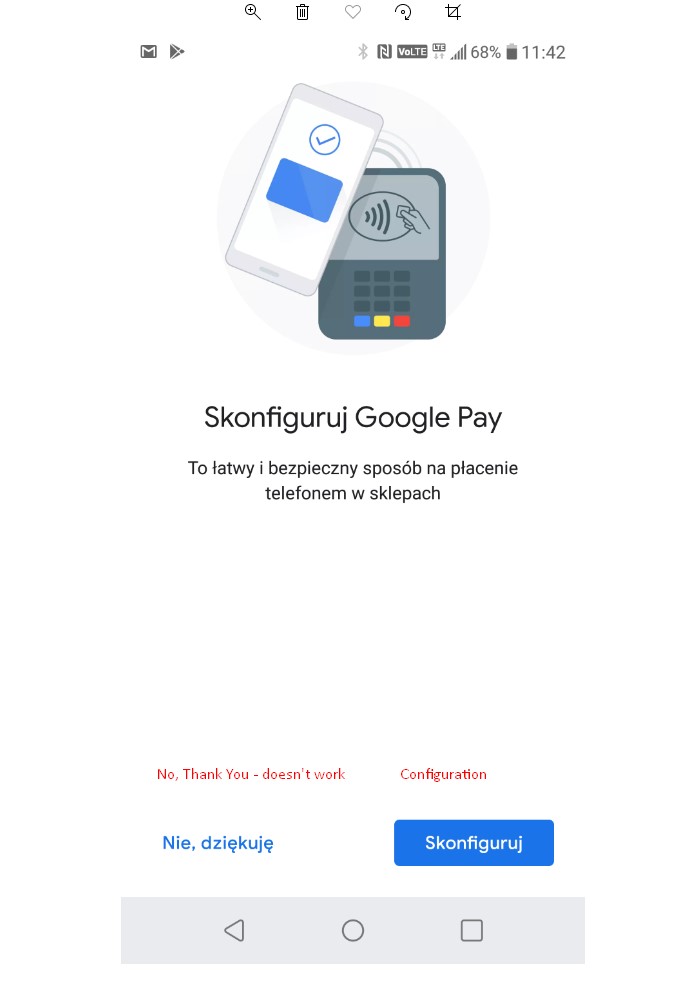 VoLTE LTE 68% 11:42
Skonfiguruj Google Pay
To łatwy i bezpieczny sposób na płacenie
telefonem w sklepach
No, Thank You - doesn't work Configuration
Nie, dziękuję Skonfiguruj